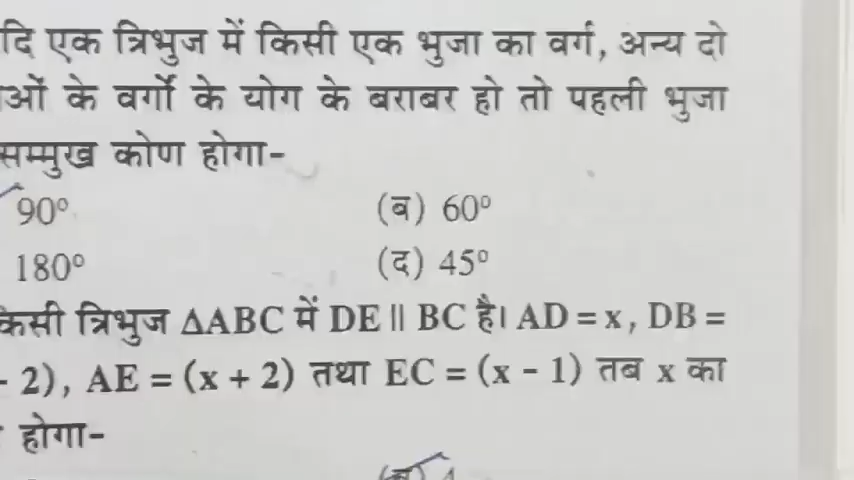 दि एक त्रिभुज में किसी एक भुजा का वर्ग, अन्य दो
ओं के वर्गों के योग के बराबर हो तो पहली भुजा
सम्मुख कोण होगा-
90° (ब) 60°
180° (द) 45°
किसी त्रिभुज ΔABC में DE || BC है। AD = x, DB =
- 2), AE = (x + 2) तथा EC = (x - 1) तब x का
होगा-